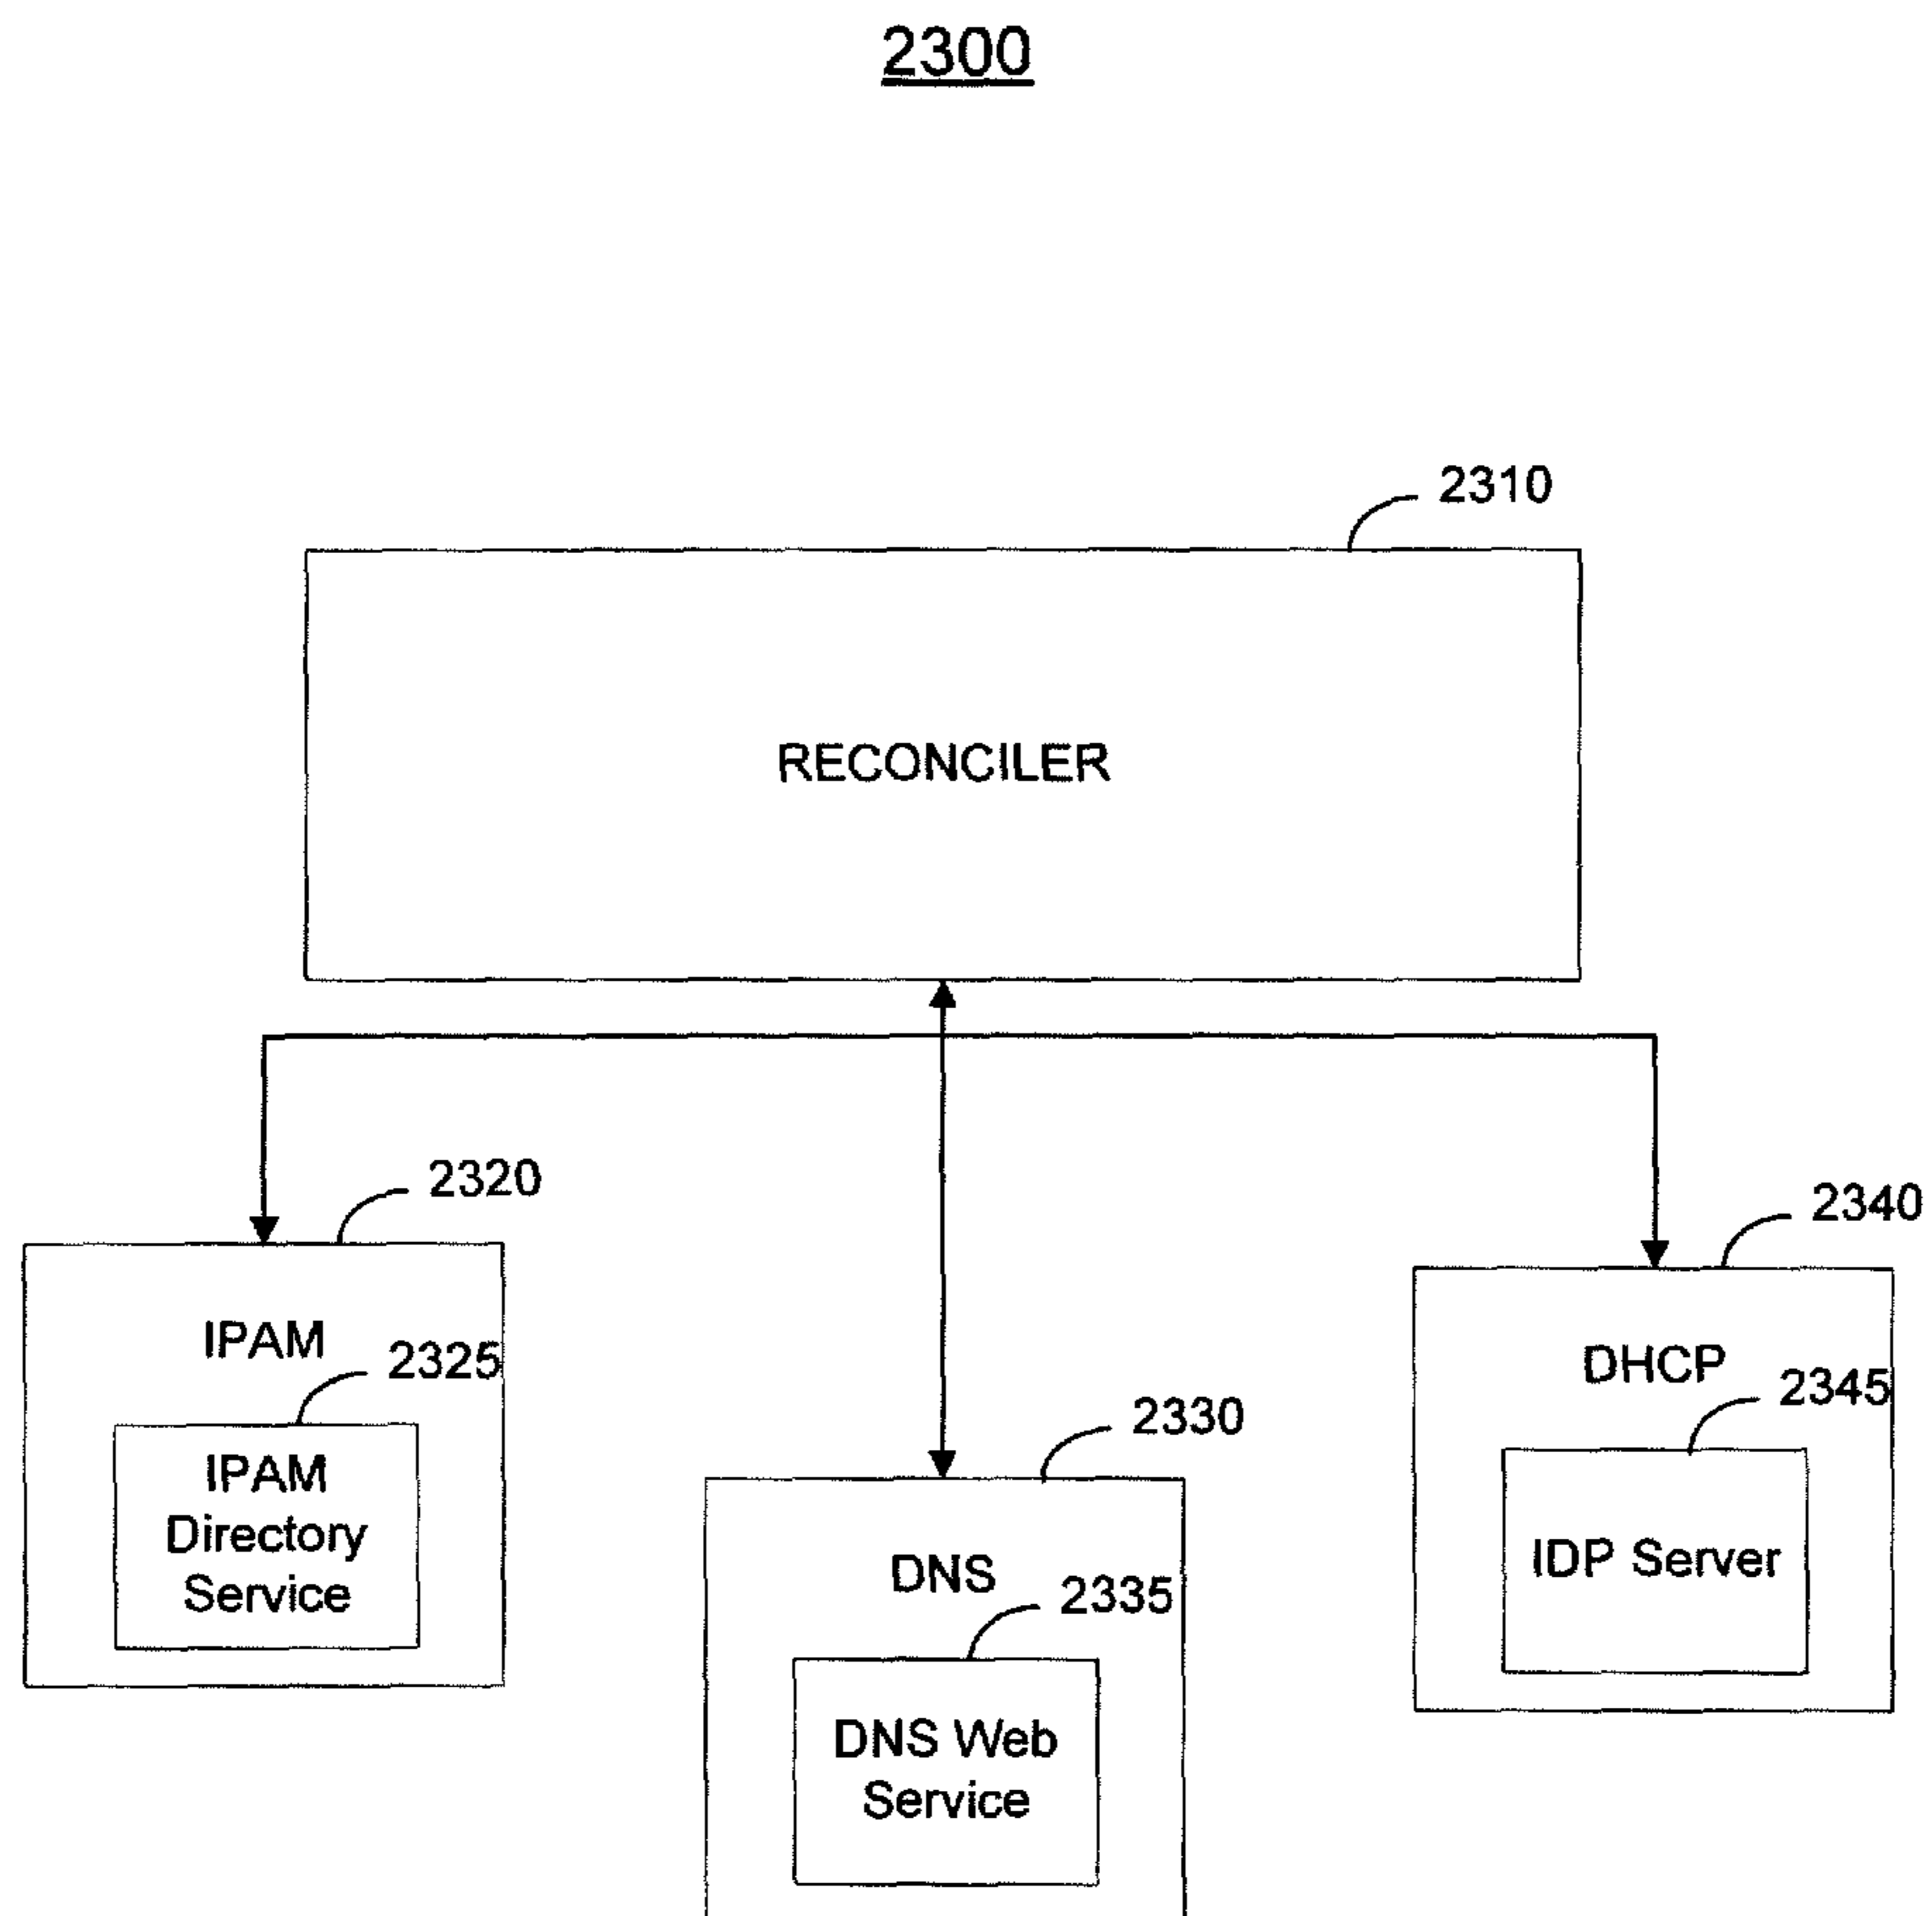 2300
2310
RECONCILER
2320
2340
IPAM
2325
DHCP
2345
2330
IPAM
Directory
Service
IDP Server
DNS
2335
DNS Web
Service